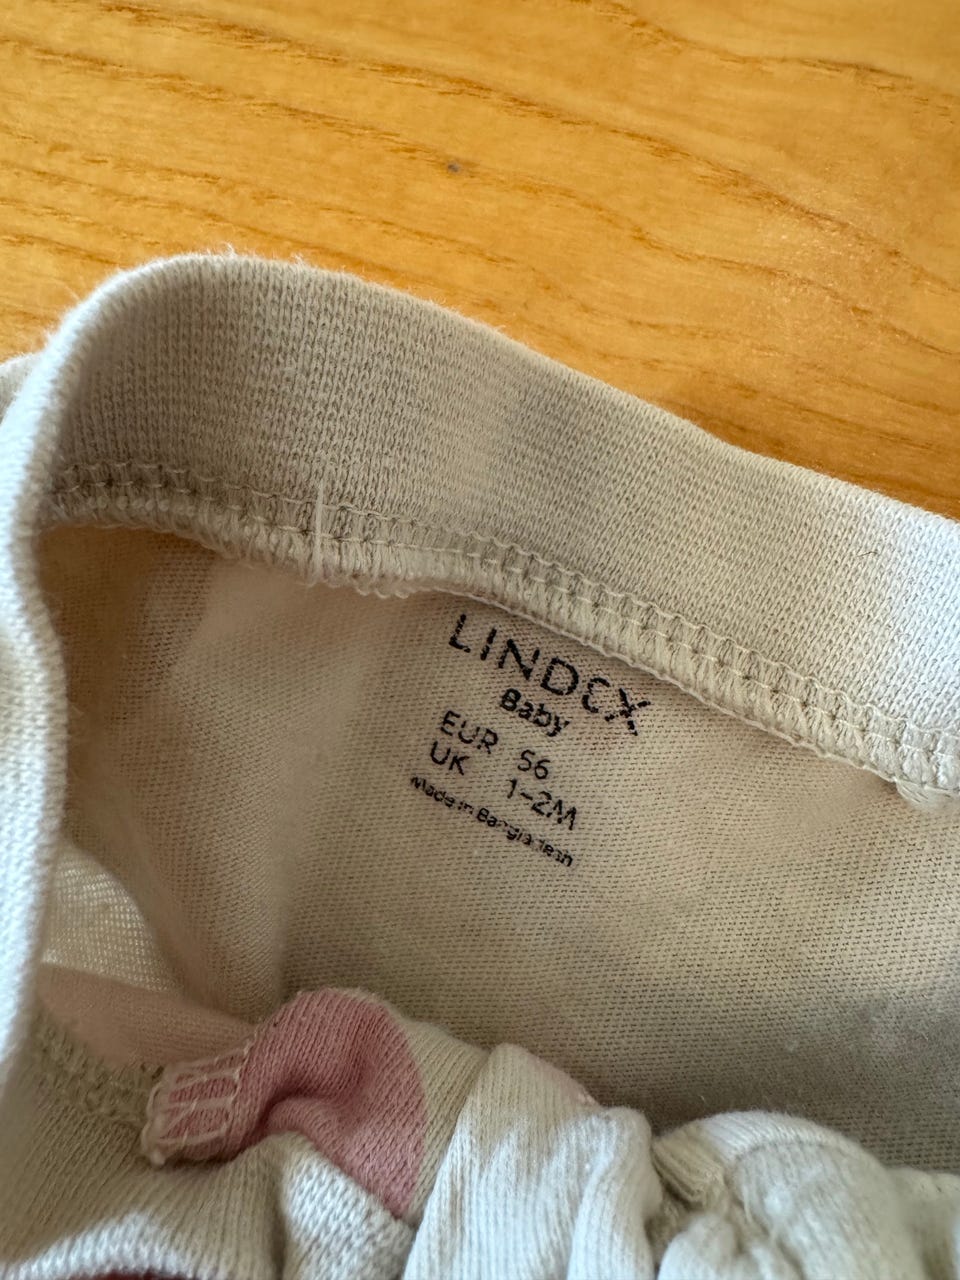 LINDEX
Baby
EUR 56
UK 1-2M
Made in Bangladesh